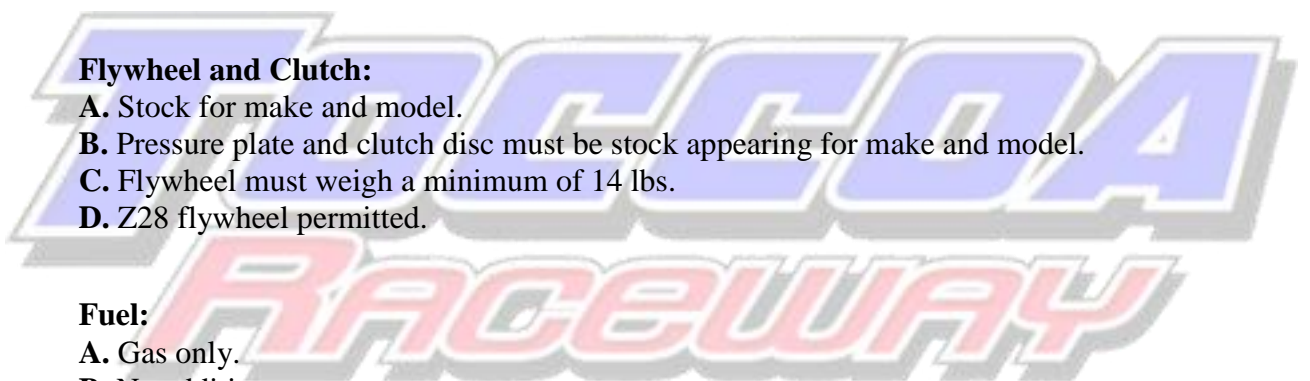 TOCCOA
RACEWAY
Flywheel and Clutch:
A. Stock for make and model.
B. Pressure plate and clutch disc must be stock appearing for make and model.
C. Flywheel must weigh a minimum of 14 lbs.
D. Z28 flywheel permitted.
Fuel:
A. Gas only.